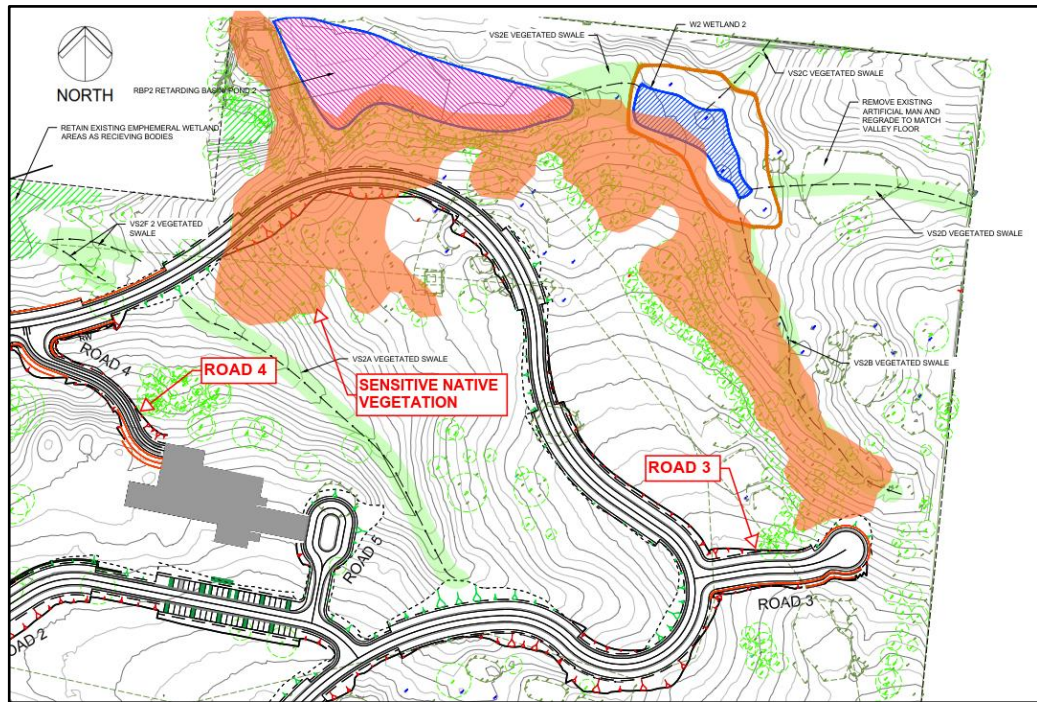 VS2E VEGETATED SWALE
W2 WETLAND 2
VS2C VEGETATED SWALE
NORTH
RBP2 RETARDING BASIN POND 2
REMOVE EXISTING
ARTIFICIAL MAN AND
REGRADE TO MATCH
VALLEY FLOOR
RETAIN EXISTING EMPHEMERAL WETLAND
AREAS AS RECIEVING BODIES
VS2F 2 VEGETATED
SWALE
VS2D VEGETATED SWALE
RW
ROAD 4
ROAD 4
VS2A VEGETATED SWALE
VS2B VEGETATED SWALE
SENSITIVE NATIVE
VEGETATION
ROAD 3
ROAD 5
ROAD 3
ROAD 2